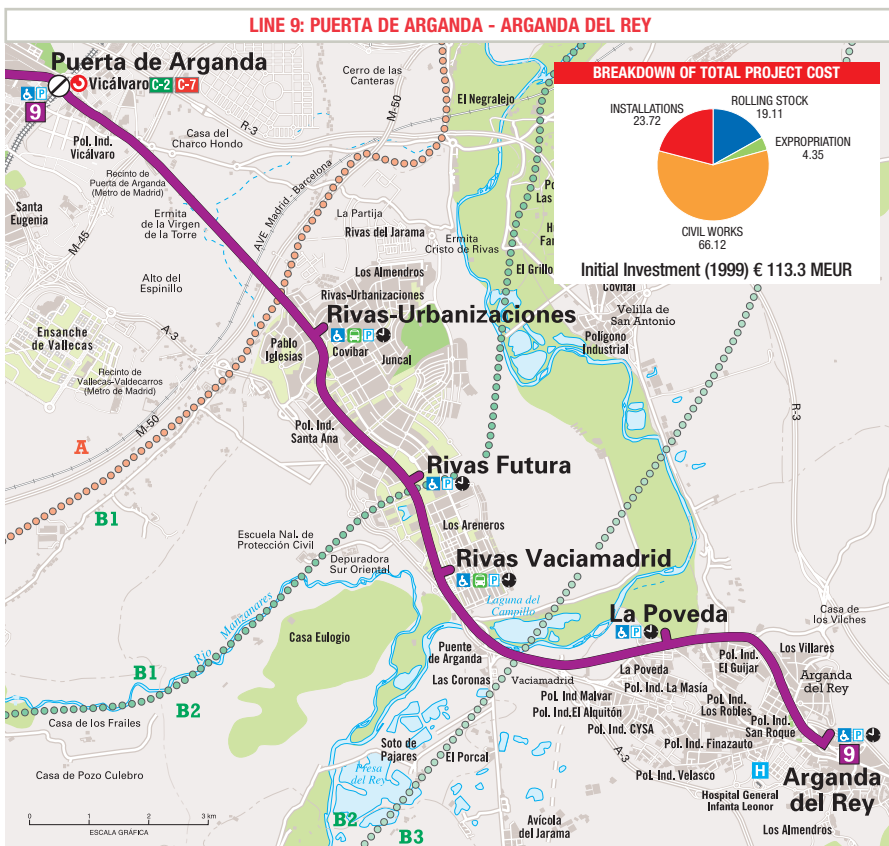 LINE 9: PUERTA DE ARGANDA - ARGANDA DEL REY
Puerta de Arganda
Vicálvaro C-2 C-7
P
9
Pol. Ind.
Vicálvaro
Casa del
Charco Hondo
R-3
Cerro de las
Canteras
M-50
El Negralejo
BREAKDOWN OF TOTAL PROJECT COST
INSTALLATIONS
23.72
ROLLING STOCK
19.11
EXPROPRIATION
4.35
CIVIL WORKS
66.12
Initial Investment (1999) € 113.3 MEUR
Recinto de
Puerta de Arganda
(Metro de Madrid)
Santa
Eugenia
M-45
Ermita
de la Virgen
de la Torre
AVE. Madrid - Barcelona
La Partija
Rivas del Jarama
Ermita
Cristo de Rivas
Las
El Grillo
Covital
Alto del
Espinillo
Los Almendros
Rivas-Urbanizaciones
Rivas-Urbanizaciones
P
Velilla de
San Antonio
Polígono
Industrial
A-3
Ensanche
de Vallecas
Pablo
Iglesias
Covibar
Juncal
Recinto de
Vallecas-Valdecarros
(Metro de Madrid)
M-50
R-3
Pol. Ind.
Santa Ana
A
Rivas Futura
P
B1
Los Areneros
Escuela Nal. de
Protección Civil
Depuradora
Sur Oriental
Rivas Vaciamadrid
P
Río Manzanares
Laguna del
Campillo
La Poveda
P
Casa de
los Vilches
Casa Eulogio
Puente
de Arganda
Los Villares
Pol. Ind.
El Guijar
B1
Las Coronas
Vaciamadrid
La Poveda
Arganda
del Rey
B2
Pol. Ind Malvar
Pol. Ind. La Masía
Pol. Ind.El Alquitón
Pol. Ind.
Los Robles
Casa de los Frailes
Pol. Ind. CYSA
Pol. Ind.
San Roque
Soto de
Pajares
El Porcal
A-3
Pol. Ind. Finazauto
P
9
Casa de Pozo Culebro
Presa
del Rey
Pol. Ind. Velasco
H
Arganda
del Rey
Hospital General
Infanta Leonor
0 1 2 3 km
ESCALA GRÁFICA
B2
B3
Avícola
del Jarama
Los Almendros